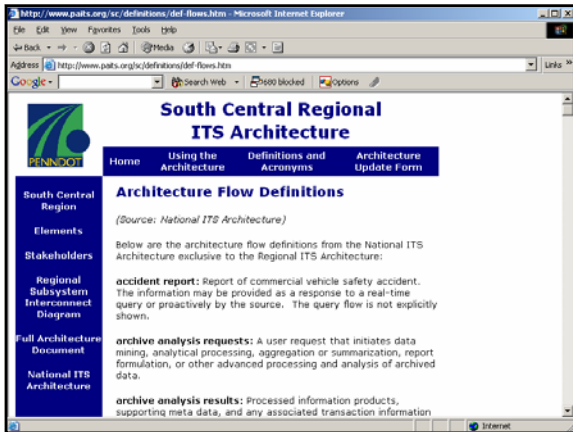 http://www.paits.org/sc/definitions/def-flows.htm - Microsoft Internet Explorer
File Edit View Favorites Tools Help
Back Media
Address http://www.paits.org/sc/definitions/def-flows.htm Links »
Google Search Web 680 blocked Options
PENNDOT
South Central Regional
ITS Architecture
Home Using the Architecture Definitions and Acronyms Architecture Update Form
South Central
Region
Elements
Stakeholders
Regional
Subsystem
Interconnect
Diagram
Full Architecture
Document
National ITS
Architecture
Architecture Flow Definitions
(Source: National ITS Architecture)
Below are the architecture flow definitions from the National ITS
Architecture exclusive to the Regional ITS Architecture:
accident report: Report of commercial vehicle safety accident.
The information may be provided as a response to a real-time
query or proactively by the source. The query flow is not explicitly
shown.
archive analysis requests: A user request that initiates data
mining, analytical processing, aggregation or summarization, report
formulation, or other advanced processing and analysis of archived
data.
archive analysis results: Processed information products,
supporting meta data, and any associated transaction information
Internet